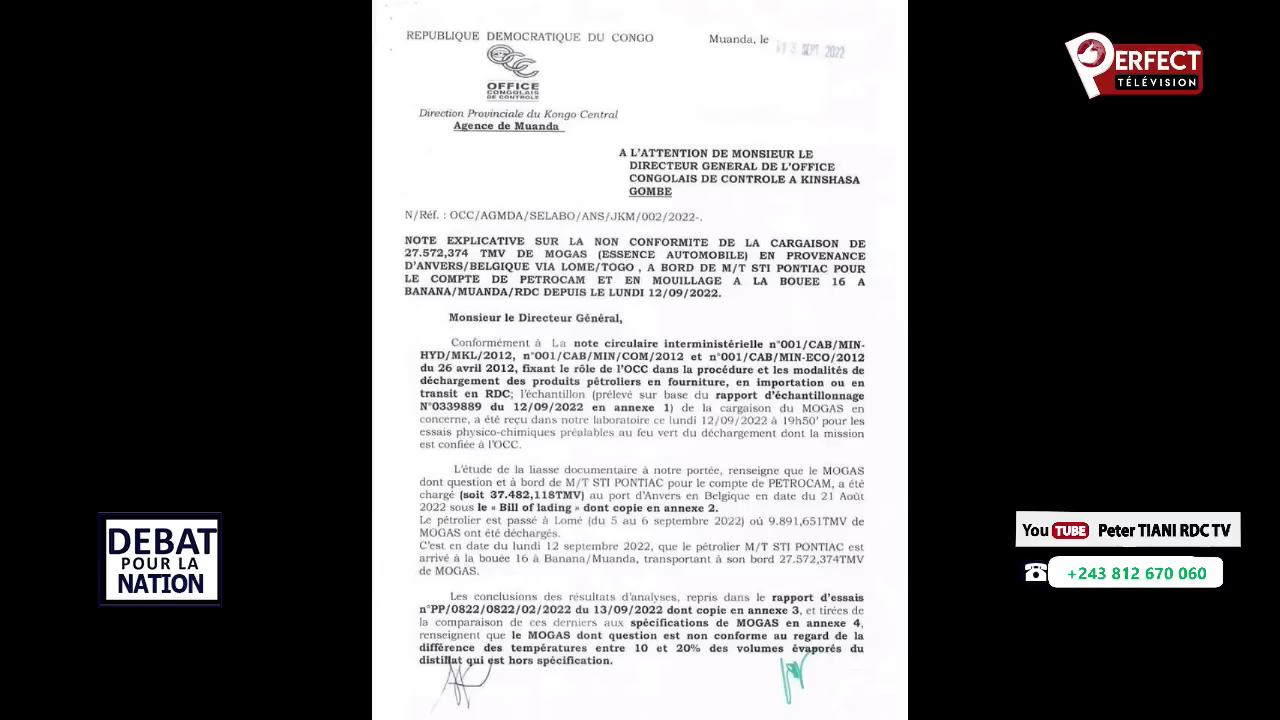 REPUBLIQUE DEMOCRATIQUE DU CONGO
Muanda, le
13 SEPT 2022
OCC
OFFICE
CONGOLAIS
DE CONTROLE
Direction Provinciale du Kongo Central
Agence de Muanda
A L'ATTENTION DE MONSIEUR LE
DIRECTEUR GENERAL DE L'OFFICE
CONGOLAIS DE CONTROLE A KINSHASA
GOMBE
N/Réf. : OCC/AGMDA/SELABO/ANS/JKM/002/2022-.
NOTE EXPLICATIVE SUR LA NON CONFORMITE DE LA CARGAISON DE
27.572,374 TMV DE MOGAS (ESSENCE AUTOMOBILE) EN PROVENANCE
D'ANVERS/BELGIQUE VIA LOME/TOGO , A BORD DE M/T STI PONTIAC POUR
LE COMPTE DE PETROCAM ET EN MOUILLAGE A LA BOUEE 16 A
BANANA/MUANDA/RDC DEPUIS LE LUNDI 12/09/2022.
Monsieur le Directeur Général,
Conformément à La note circulaire interministérielle n°001/CAB/MIN-
HYD/MKL/2012, n°001/CAB/MIN/COM/2012 et n°001/CAB/MIN-ECO/2012
du 26 avril 2012, fixant le rôle de l'OCC dans la procédure et les modalités de
déchargement des produits pétroliers en fourniture, en importation ou en
transit en RDC; l'échantillon (prélevé sur base du rapport d'échantillonnage
N°0339889 du 12/09/2022 en annexe 1) de la cargaison du MOGAS en
concerne, a été reçu dans notre laboratoire ce lundi 12/09/2022 à 19h50' pour les
essais physico-chimiques préalables au feu vert du déchargement dont la mission
est confiée à l'OCC.
L'étude de la liasse documentaire à notre portée, renseigne que le MOGAS
dont question et à bord de M/T STI PONTIAC pour le compte de PETROCAM, a été
chargé (soit 37.482,118TMV) au port d'Anvers en Belgique en date du 21 Août
2022 sous le « Bill of lading » dont copie en annexe 2.
Le pétrolier est passé à Lomé (du 5 au 6 septembre 2022) où 9.891,651TMV de
MOGAS ont été déchargés.
C'est en date du lundi 12 septembre 2022, que le pétrolier M/T STI PONTIAC est
arrivé à la bouée 16 à Banana/Muanda, transportant à son bord 27.572,374TMV
de MOGAS.
Les conclusions des résultats d'analyses, repris dans le rapport d'essais
n°PP/0822/0822/02/2022 du 13/09/2022 dont copie en annexe 3, et tirées de
la comparaison de ces derniers aux spécifications de MOGAS en annexe 4,
renseignent que le MOGAS dont question est non conforme au regard de la
différence des températures entre 10 et 20% des volumes évaporés du
distillat qui est hors spécification.
PERFECT
TÉLÉVISION
DEBAT
POUR LA
NATION
You TUBE Peter TIANI RDC TV
+243 812 670 060